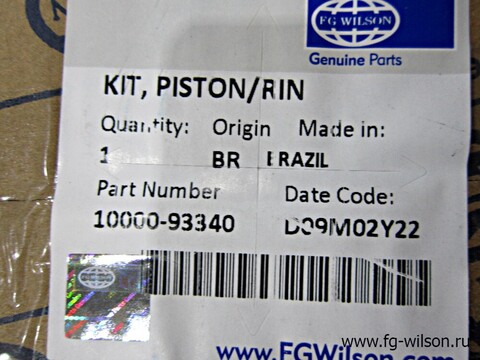 FG WILSON
Genuine Parts
KIT, PISTON/RIN
Quantity: Origin Made in:
1 BR BRAZIL
Part Number Date Code:
10000-93340 D09M02Y22
www.FGWilson.com
www.fg-wilson.ru